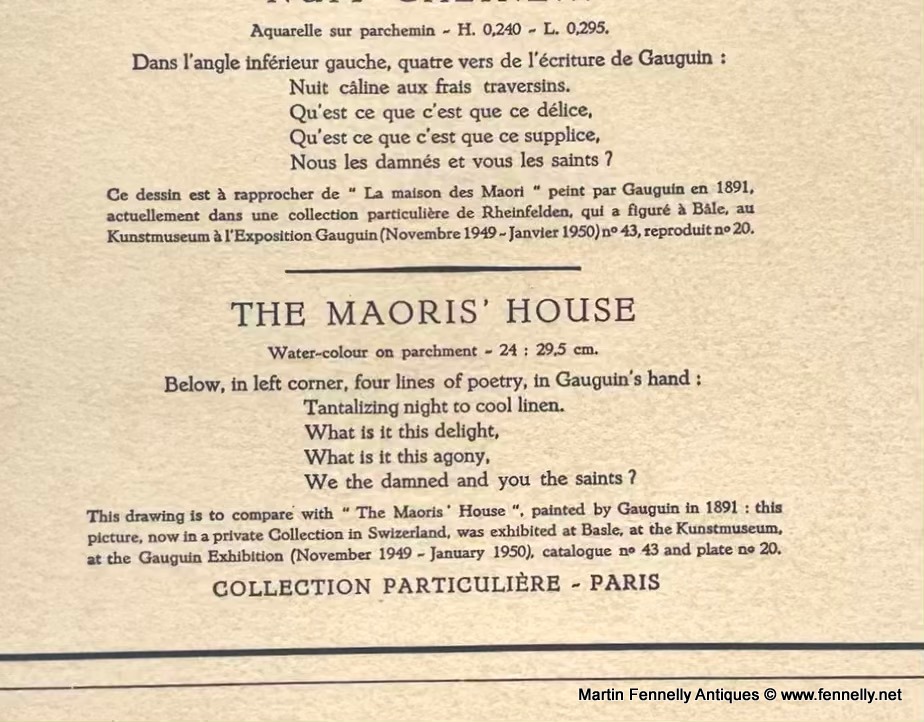 Aquarelle sur parchemin - H. 0,240 - L. 0,295.
Dans l'angle inférieur gauche, quatre vers de l'écriture de Gauguin :
Nuit câline aux frais traversins.
Qu'est ce que c'est que ce délice,
Qu'est ce que c'est que ce supplice,
Nous les damnés et vous les saints ?
Ce dessin est à rapprocher de " La maison des Maori " peint par Gauguin en 1891,
actuellement dans une collection particulière de Rheinfelden, qui a figuré à Bâle, au
Kunstmuseum à l'Exposition Gauguin (Novembre 1949 - Janvier 1950) nº 43, reproduit nº 20.
THE MAORIS' HOUSE
Water-colour on parchment - 24 : 29,5 cm.
Below, in left corner, four lines of poetry, in Gauguin's hand :
Tantalizing night to cool linen.
What is it this delight,
What is it this agony,
We the damned and you the saints ?
This drawing is to compare with " The Maoris' House ", painted by Gauguin in 1891 : this
picture, now in a private Collection in Swizerland, was exhibited at Basle, at the Kunstmuseum,
at the Gauguin Exhibition (November 1949 - January 1950), catalogue nº 43 and plate nº 20.
COLLECTION PARTICULIÈRE - PARIS
Martin Fennelly Antiques © www.fennelly.net